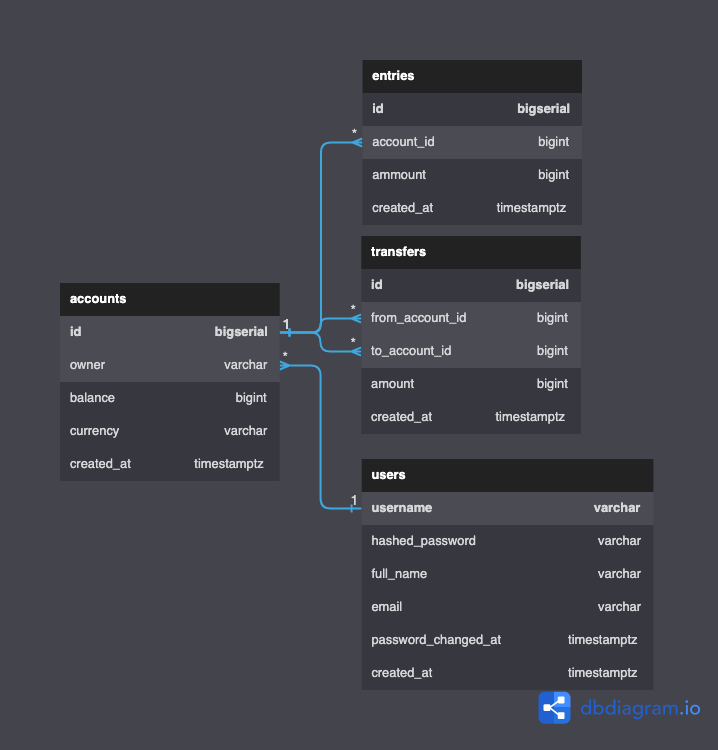 entries
id bigserial
account_id bigint
ammount bigint
created_at timestamptz
transfers
id bigserial
from_account_id bigint
to_account_id bigint
amount bigint
created_at timestamptz
accounts
id bigserial
owner varchar
balance bigint
currency varchar
created_at timestamptz
users
username varchar
hashed_password varchar
full_name varchar
email varchar
password_changed_at timestamptz
created_at timestamptz
*
*
*
1
*
1
dbdiagram.io